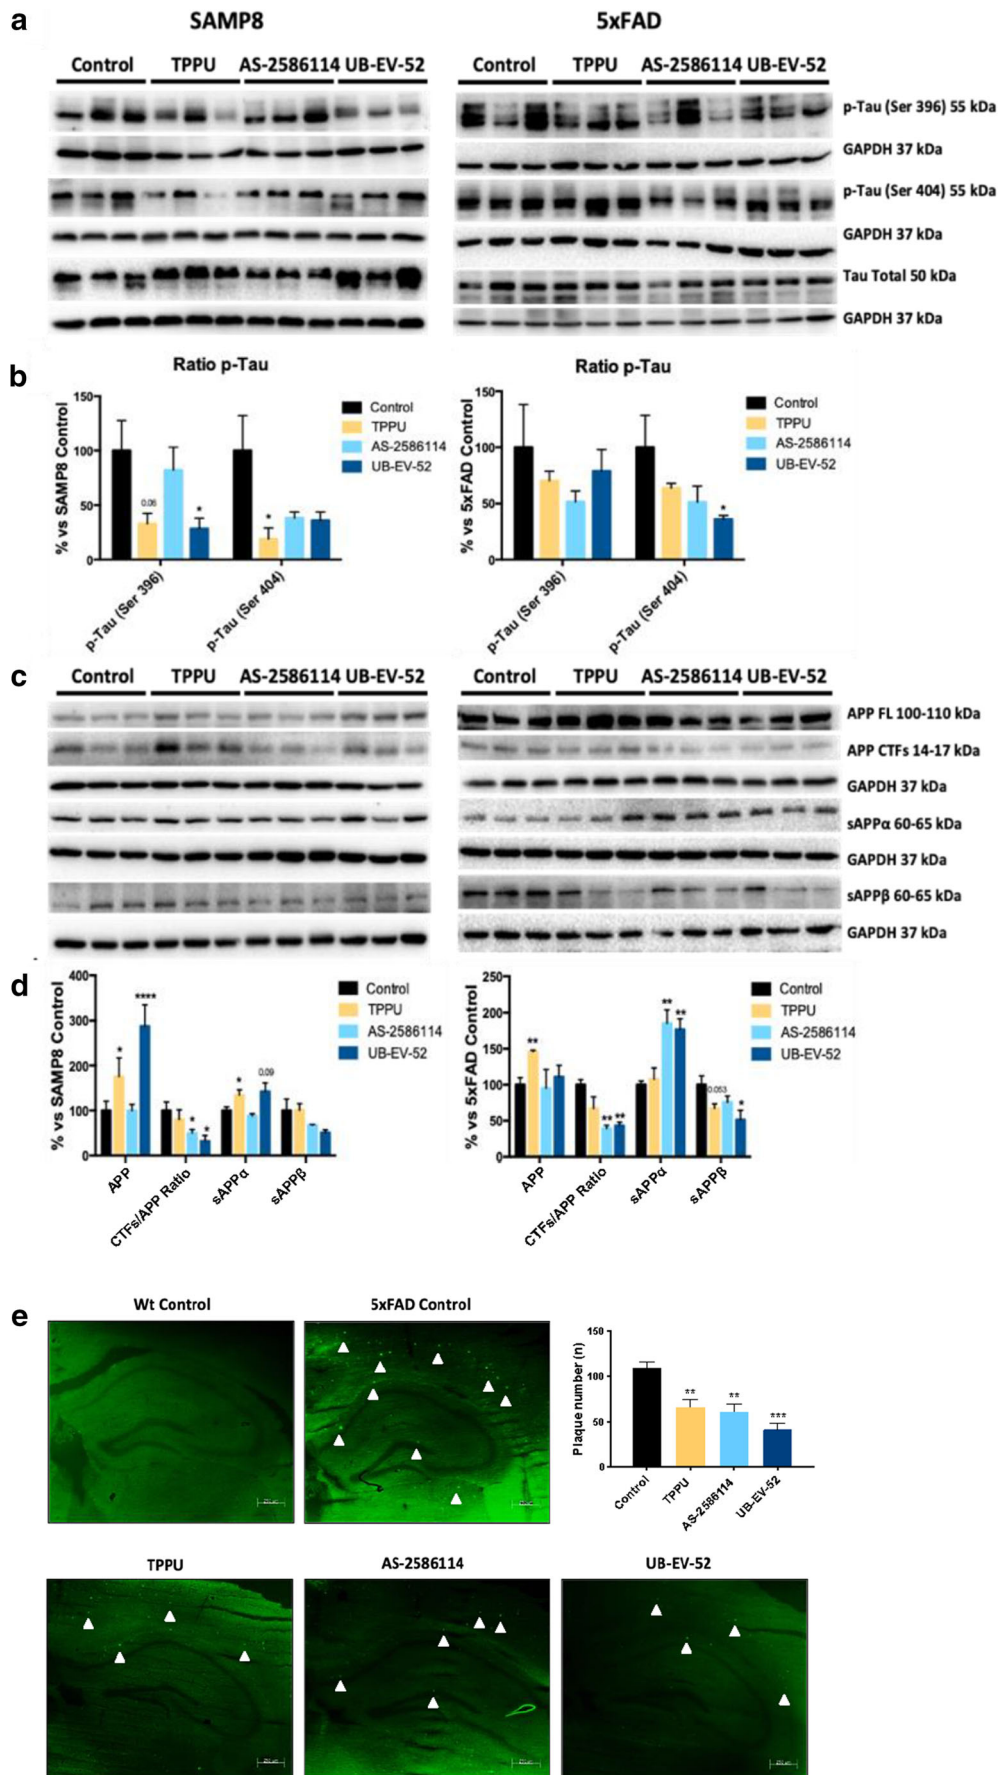 a
SAMP8
5xFAD
Control TPPU AS-2586114 UB-EV-52
Control TPPU AS-2586114 UB-EV-52
p-Tau (Ser 396) 55 kDa
GAPDH 37 kDa
p-Tau (Ser 404) 55 kDa
GAPDH 37 kDa
Tau Total 50 kDa
GAPDH 37 kDa
b
Ratio p-Tau
% vs SAMP8 Control
150
100
50
0
0.06
*
*
Control
TPPU
AS-2586114
UB-EV-52
p-Tau (Ser 396)
p-Tau (Ser 404)
Ratio p-Tau
% vs 5xFAD Control
150
100
50
0
*
Control
TPPU
AS-2586114
UB-EV-52
p-Tau (Ser 396)
p-Tau (Ser 404)
c
Control TPPU AS-2586114 UB-EV-52
Control TPPU AS-2586114 UB-EV-52
APP FL 100-110 kDa
APP CTFs 14-17 kDa
GAPDH 37 kDa
sAPPα 60-65 kDa
GAPDH 37 kDa
sAPPβ 60-65 kDa
GAPDH 37 kDa
d
% vs SAMP8 Control
400
300
200
100
0
*
****
*
*
*
0.09
Control
TPPU
AS-2586114
UB-EV-52
APP
CTFs/APP Ratio
sAPPα
sAPPβ
% vs 5xFAD Control
250
200
150
100
50
0
**
**
**
**
**
0.053
*
Control
TPPU
AS-2586114
UB-EV-52
APP
CTFs/APP Ratio
sAPPα
sAPPβ
e
Wt Control
5xFAD Control
Plaque number (n)
150
100
50
0
**
**
***
Control
TPPU
AS-2586114
UB-EV-52
TPPU
AS-2586114
UB-EV-52